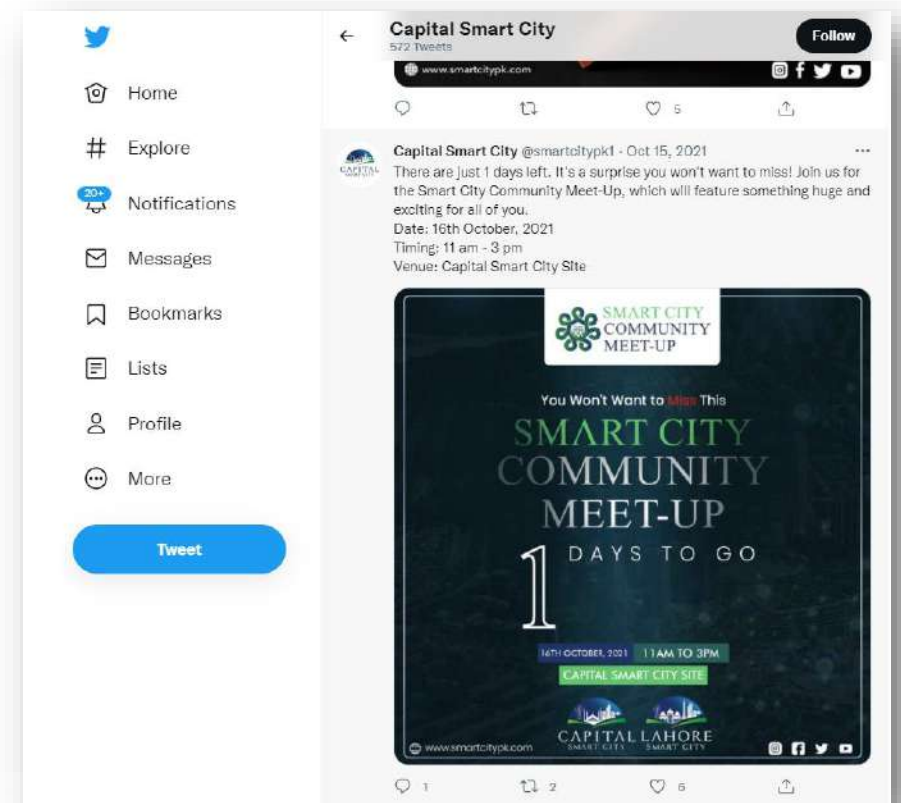 Capital Smart City
572 Tweets
Follow
www.smartcitypk.com
5
Home
Explore
20+
Notifications
Messages
Bookmarks
Lists
Profile
More
Tweet
CAPITAL
Capital Smart City @smartcitypk1 · Oct 15, 2021
There are just 1 days left. It's a surprise you won't want to miss! Join us for
the Smart City Community Meet-Up, which will feature something huge and
exciting for all of you.
Date: 16th October, 2021
Timing: 11 am - 3 pm
Venue: Capital Smart City Site
SMART CITY
COMMUNITY
MEET-UP
You Won't Want to Miss This
SMART CITY
COMMUNITY
MEET-UP
1 DAYS TO GO
16TH OCTOBER, 2021 11AM TO 3PM
CAPITAL SMART CITY SITE
CAPITAL LAHORE
SMART CITY SMART CITY
www.smartcitypk.com
1 2 6